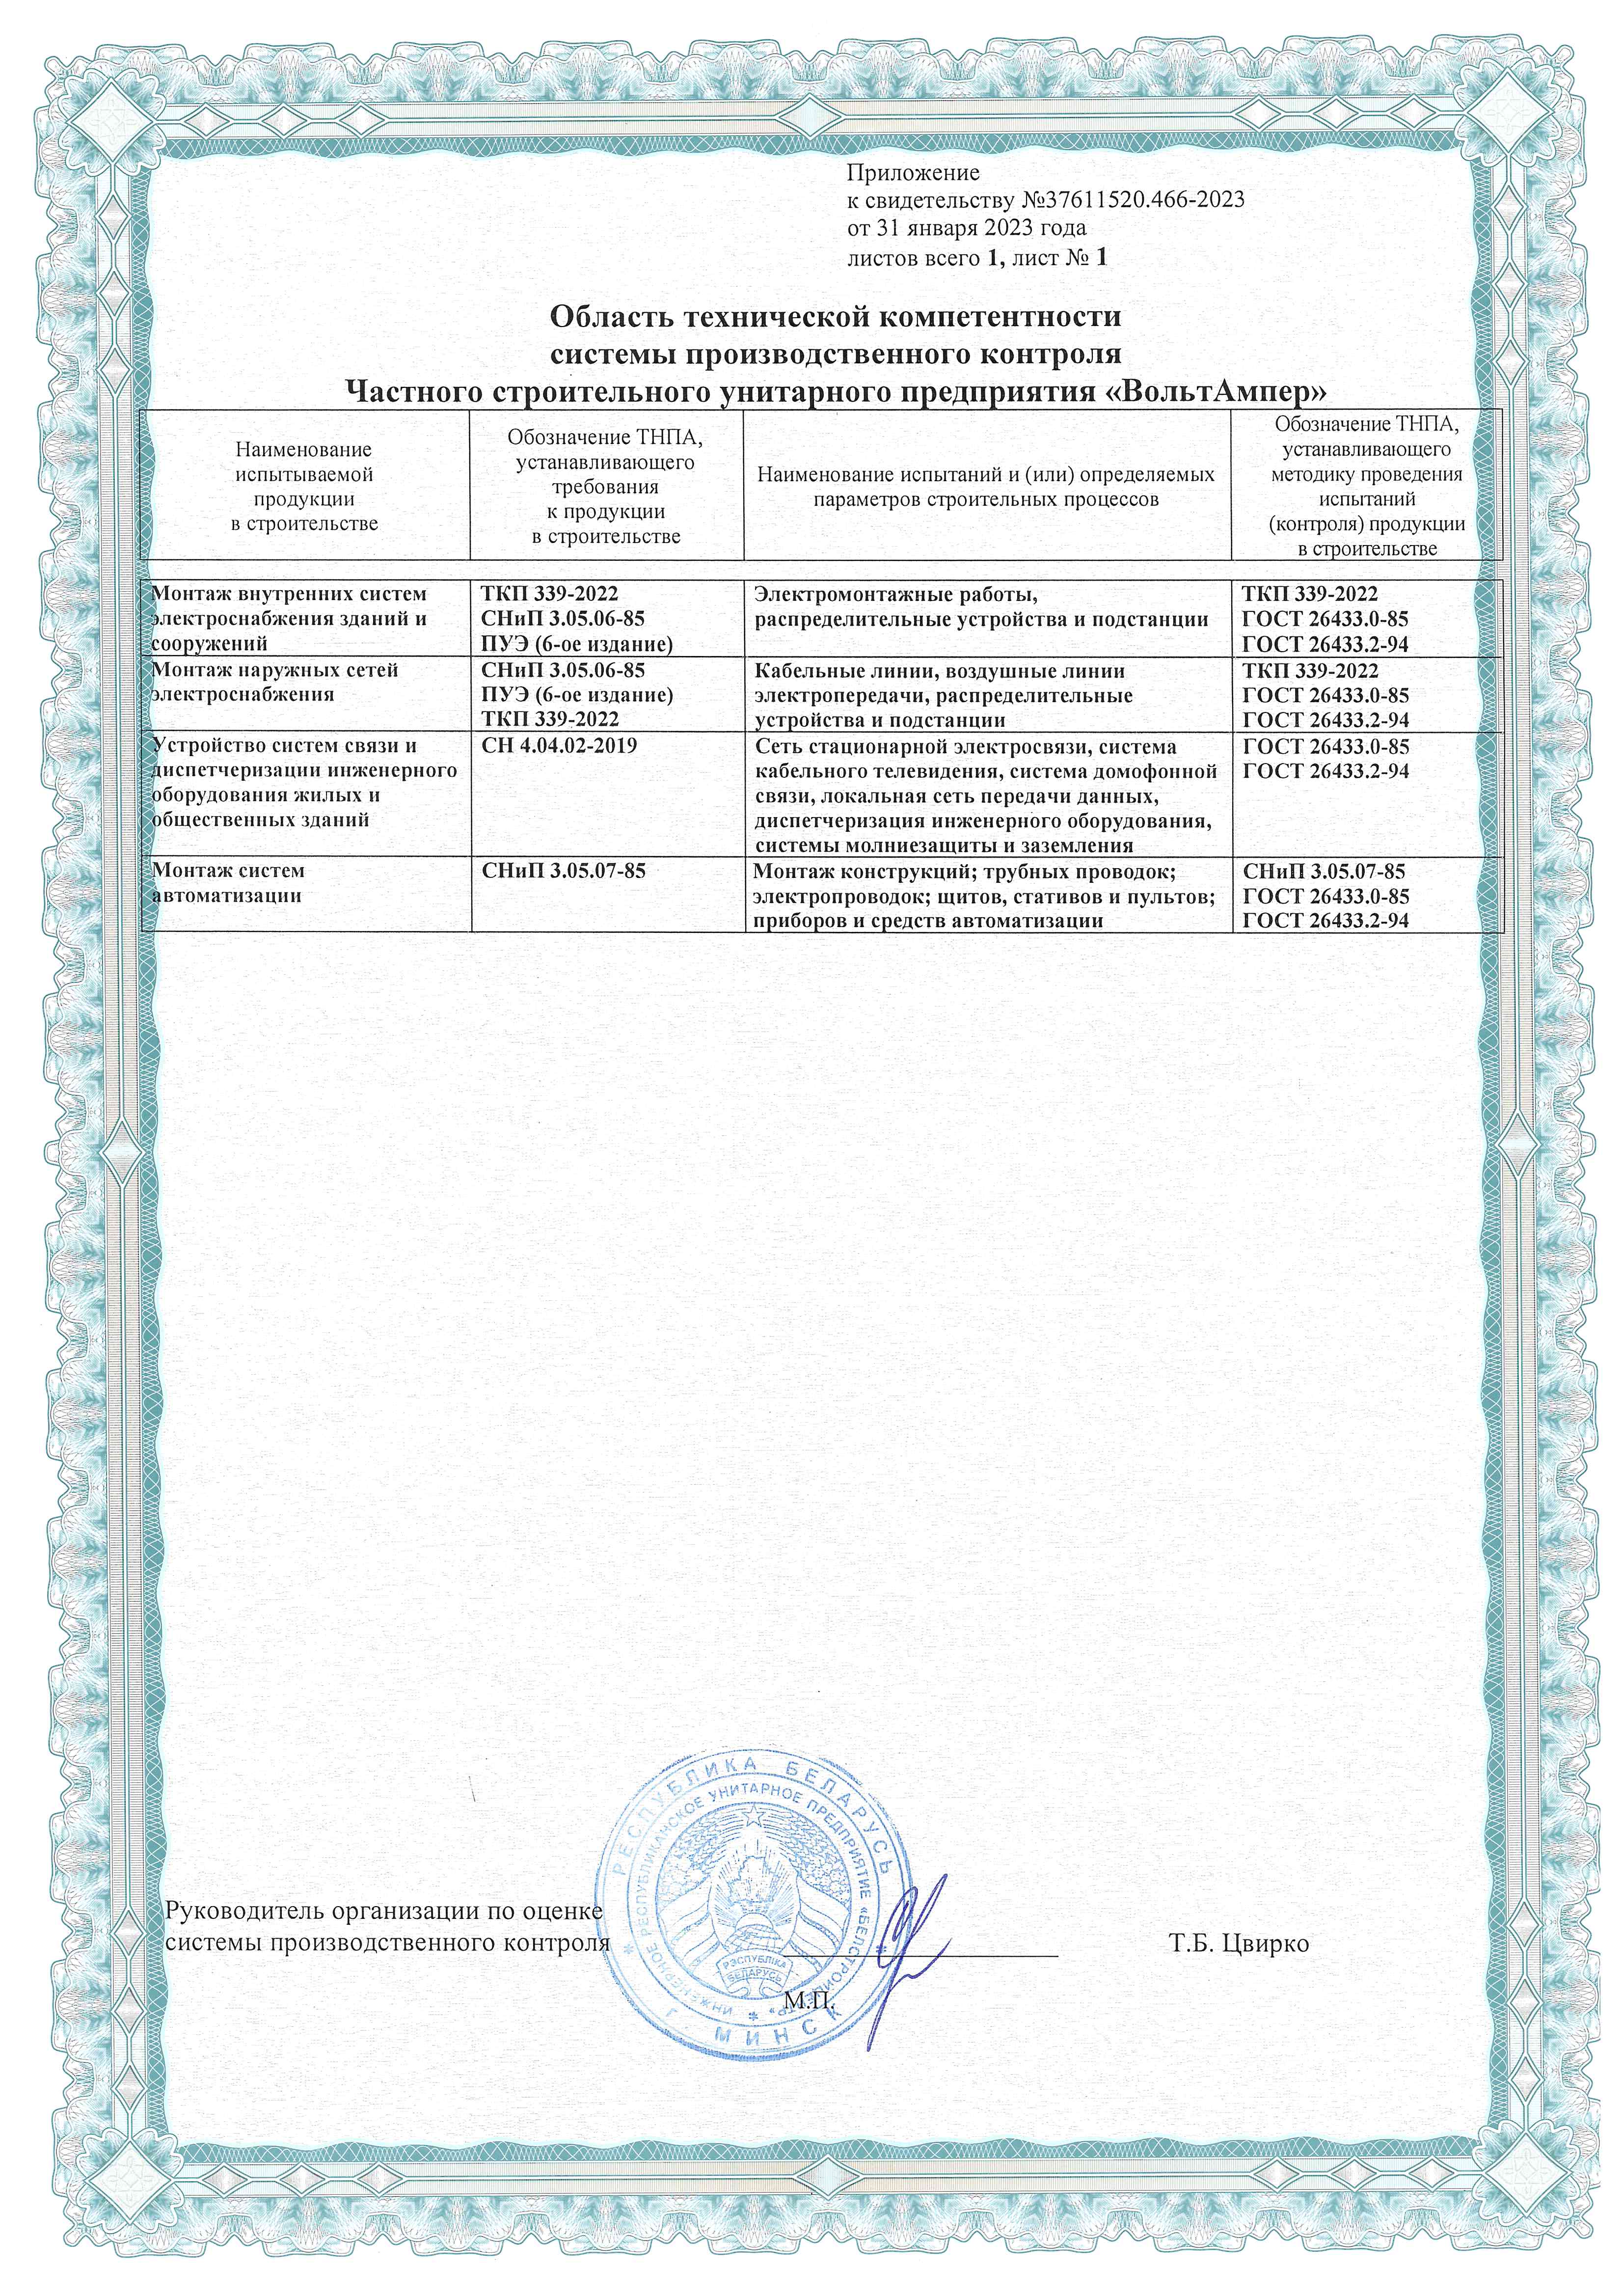 Приложение
к свидетельству №37611520.466-2023
от 31 января 2023 года
листов всего 1, лист № 1
Область технической компетентности
системы производственного контроля
Частного строительного унитарного предприятия «ВольтАмпер»
Наименование
испытываемой
продукции
в строительстве
Обозначение ТНПА,
устанавливающего
требования
к продукции
в строительстве
Наименование испытаний и (или) определяемых
параметров строительных процессов
Обозначение ТНПА,
устанавливающего
методику проведения
испытаний
(контроля) продукции
в строительстве
Монтаж внутренних систем
электроснабжения зданий и
сооружений
ТКП 339-2022
СНиП 3.05.06-85
ПУЭ (6-ое издание)
Электромонтажные работы,
распределительные устройства и подстанции
ТКП 339-2022
ГОСТ 26433.0-85
ГОСТ 26433.2-94
Монтаж наружных сетей
электроснабжения
СНиП 3.05.06-85
ПУЭ (6-ое издание)
ТКП 339-2022
Кабельные линии, воздушные линии
электропередачи, распределительные
устройства и подстанции
ТКП 339-2022
ГОСТ 26433.0-85
ГОСТ 26433.2-94
Устройство систем связи и
диспетчеризации инженерного
оборудования жилых и
общественных зданий
СН 4.04.02-2019
Сеть стационарной электросвязи, система
кабельного телевидения, система домофонной
связи, локальная сеть передачи данных,
диспетчеризация инженерного оборудования,
системы молниезащиты и заземления
ГОСТ 26433.0-85
ГОСТ 26433.2-94
Монтаж систем
автоматизации
СНиП 3.05.07-85
Монтаж конструкций; трубных проводок;
электропроводок; щитов, стативов и пультов;
приборов и средств автоматизации
СНиП 3.05.07-85
ГОСТ 26433.0-85
ГОСТ 26433.2-94
РЕСПУБЛИКА БЕЛАРУСЬ
ИНЖЕНЕРНОЕ РЕСПУБЛИКАНСКОЕ УНИТАРНОЕ ПРЕДПРИЯТИЕ «БЕЛСТРОЙЦЕНТР»
РЭСПУБЛІКА
БЕЛАРУСЬ
Г. МИНСК
Руководитель организации по оценке
системы производственного контроля
Т.Б. Цвирко
М.П.